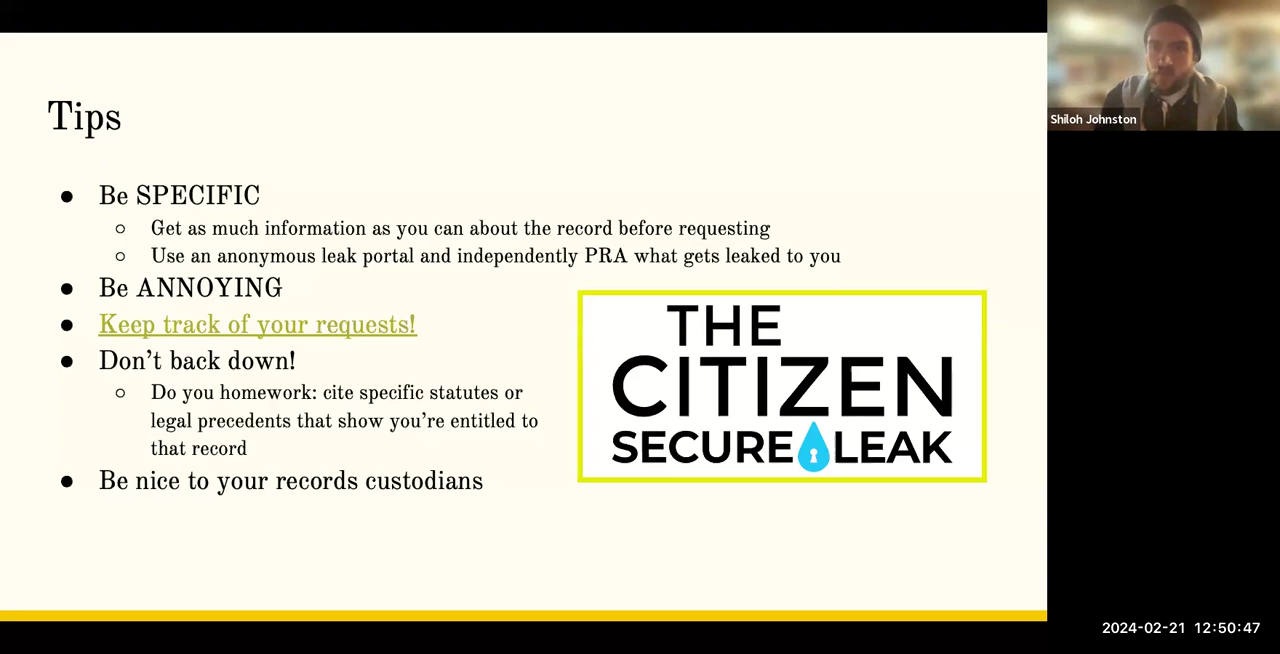 Tips
● Be SPECIFIC
○ Get as much information as you can about the record before requesting
○ Use an anonymous leak portal and independently PRA what gets leaked to you
● Be ANNOYING
● Keep track of your requests!
● Don't back down!
○ Do you homework: cite specific statutes or
legal precedents that show you're entitled to
that record
● Be nice to your records custodians
THE
CITIZEN
SECURE LEAK
Shiloh Johnston
2024-02-21 12:50:47